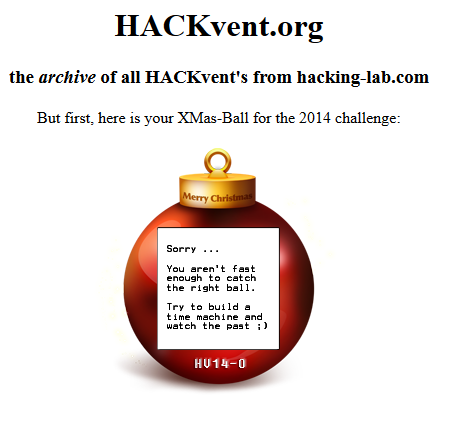 HACKvent.org
the archive of all HACKvent's from hacking-lab.com
But first, here is your XMas-Ball for the 2014 challenge:
Merry Christmas
Sorry ...
You aren't fast
enough to catch
the right ball.
Try to build a
time machine and
watch the past ;)
HV14-0